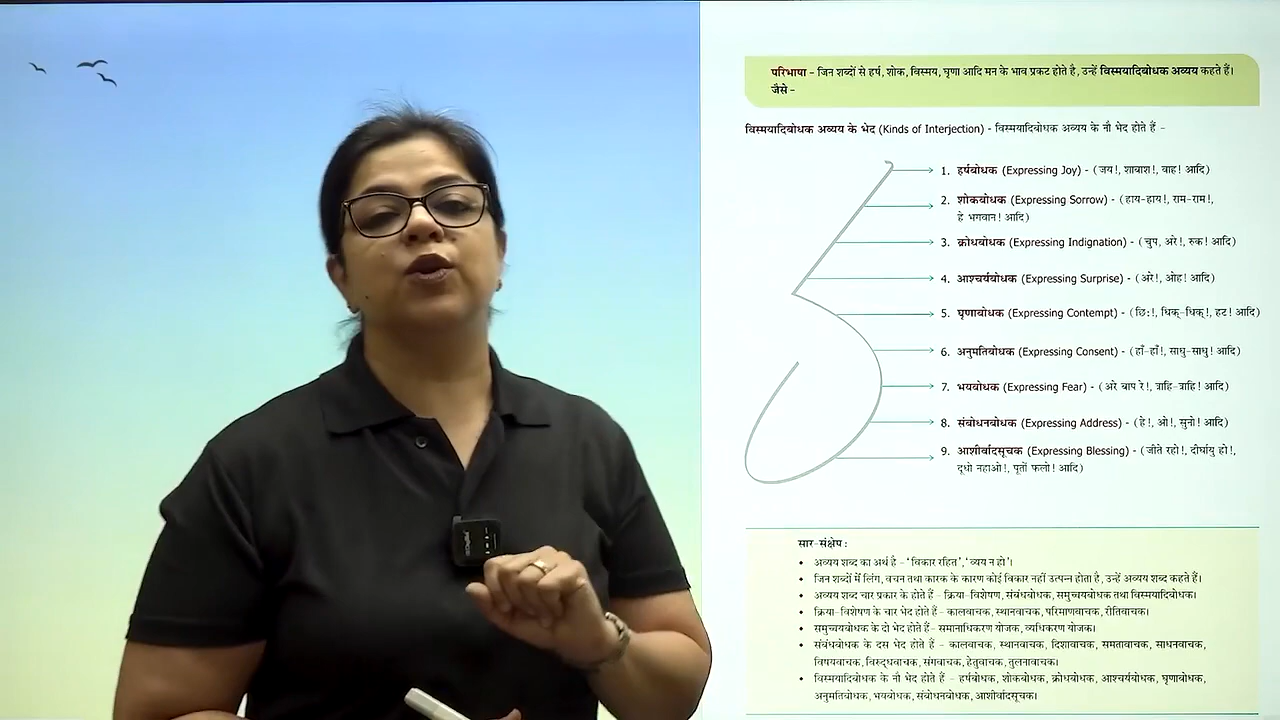 परिभाषा - जिन शब्दों से हर्ष, शोक, विस्मय, घृणा आदि मन के भाव प्रकट होते है, उन्हें विस्मयादिबोधक अव्यय कहते हैं।
जैसे -
विस्मयादिबोधक अव्यय के भेद (Kinds of Interjection) - विस्मयादिबोधक अव्यय के नौ भेद होते हैं -
1. हर्षबोधक (Expressing Joy) - (जय!, शाबाश!, वाह! आदि)
2. शोकबोधक (Expressing Sorrow) - (हाय-हाय!, राम-राम!,
हे भगवान! आदि)
3. क्रोधबोधक (Expressing Indignation) - (चुप, अरे!, रुक! आदि)
4. आश्चर्यबोधक (Expressing Surprise) - (अरे!, ओह! आदि)
5. घृणाबोधक (Expressing Contempt) - (छिः!, धिक्-धिक्!, हट! आदि)
6. अनुमतिबोधक (Expressing Consent) - (हाँ-हाँ!, साधु-साधु! आदि)
7. भयबोधक (Expressing Fear) - (अरे बाप रे!, त्राहि-त्राहि! आदि)
8. संबोधनबोधक (Expressing Address) - (हे!, ओ!, सुनो! आदि)
9. आशीर्वादसूचक (Expressing Blessing) - (जीते रहो!, दीर्घायु हो!,
दूधो नहाओ!, पूतों फलो! आदि)
सार-संक्षेप :
• अव्यय शब्द का अर्थ है - 'विकार रहित', 'व्यय न हो'।
• जिन शब्दों में लिंग, वचन तथा कारक के कारण कोई विकार नहीं उत्पन्न होता है, उन्हें अव्यय शब्द कहते हैं।
• अव्यय शब्द चार प्रकार के होते हैं - क्रिया-विशेषण, संबंधबोधक, समुच्चयबोधक तथा विस्मयादिबोधक।
• क्रिया-विशेषण के चार भेद होते हैं - कालवाचक, स्थानवाचक, परिमाणवाचक, रीतिवाचक।
• समुच्चयबोधक के दो भेद होते हैं- समानाधिकरण योजक, व्यधिकरण योजक।
• संबंधबोधक के दस भेद होते हैं - कालवाचक, स्थानवाचक, दिशावाचक, समतावाचक, साधनवाचक,
विषयवाचक, विरुद्धवाचक, संगवाचक, हेतुवाचक, तुलनावाचक।
• विस्मयादिबोधक के नौ भेद होते हैं - हर्षबोधक, शोकबोधक, क्रोधबोधक, आश्चर्यबोधक, घृणाबोधक,
अनुमतिबोधक, भयबोधक, संबोधनबोधक, आशीर्वादसूचक।